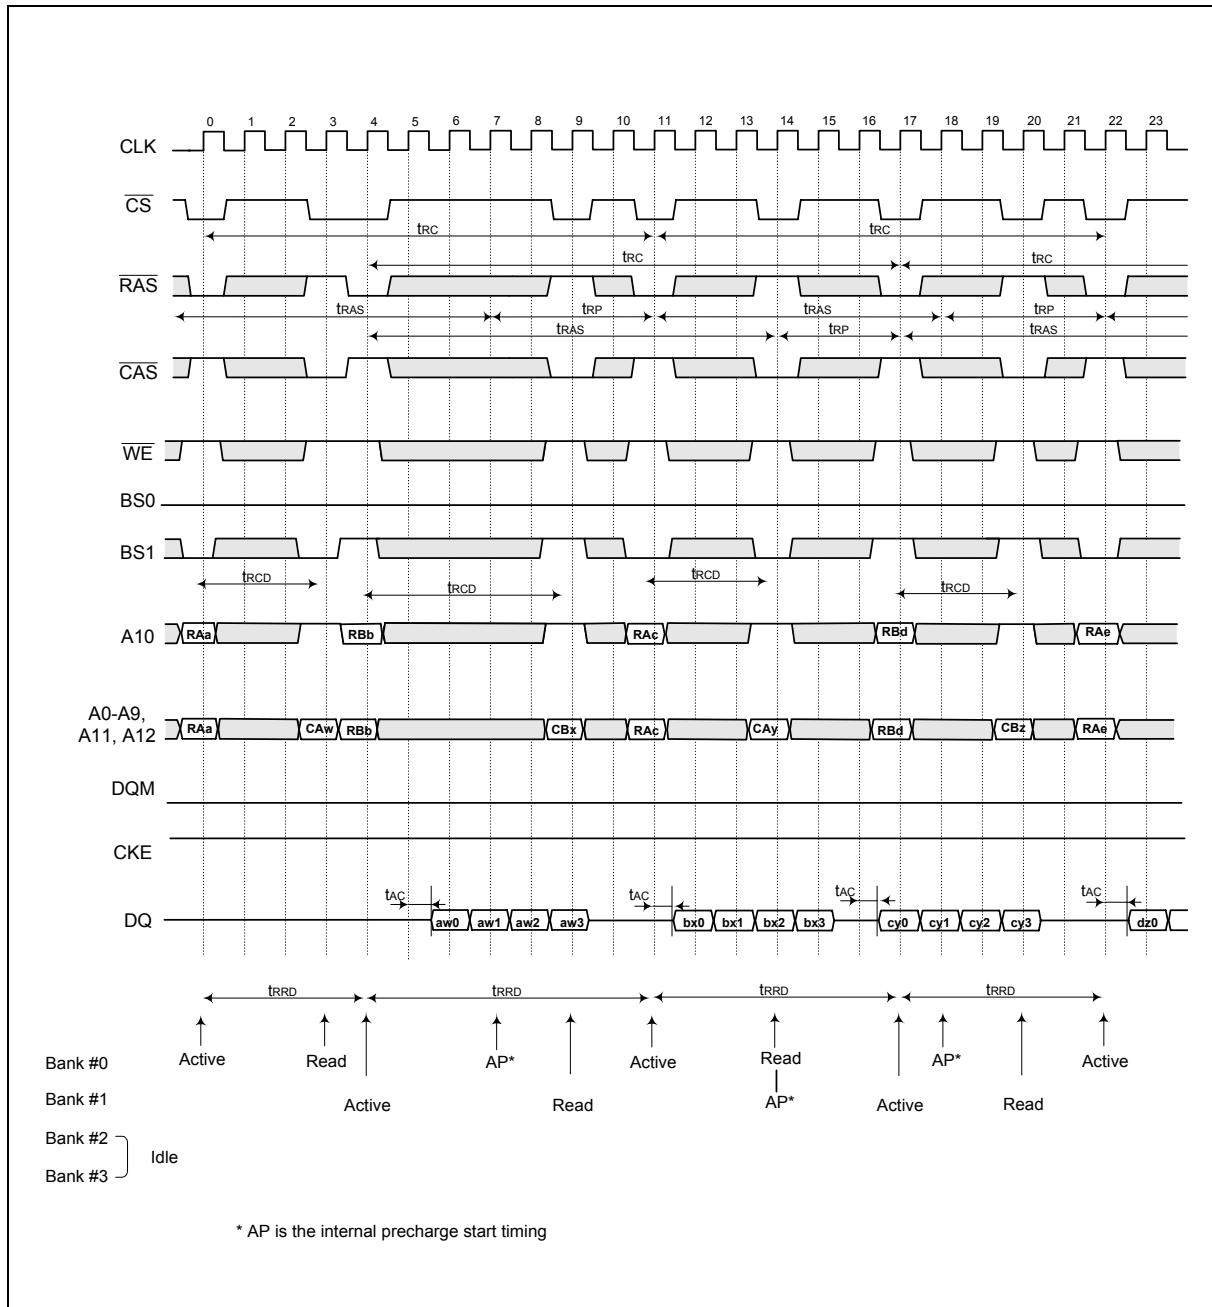 0 1 2 3 4 5 6 7 8 9 10 11 12 13 14 15 16 17 18 19 20 21 22 23
CLK
CS
tRC tRC
tRC tRC
RAS
tRAS tRP tRAS tRP
tRAS tRP tRAS
CAS
WE
BS0
BS1
tRCD tRCD tRCD tRCD
A10 RAa RBb RAc RBd RAe
A0-A9,
A11, A12
RAa CAw RBb CBx RAc CAy RBd CBz RAe
DQM
CKE
tAC tAC tAC tAC
DQ aw0 aw1 aw2 aw3 bx0 bx1 bx2 bx3 cy0 cy1 cy2 cy3 dz0
tRRD tRRD tRRD tRRD
Bank #0 Active Read AP* Active Read AP* Active
Bank #1 Active Read AP* Active Read
Bank #2
Idle
Bank #3
* AP is the internal precharge start timing